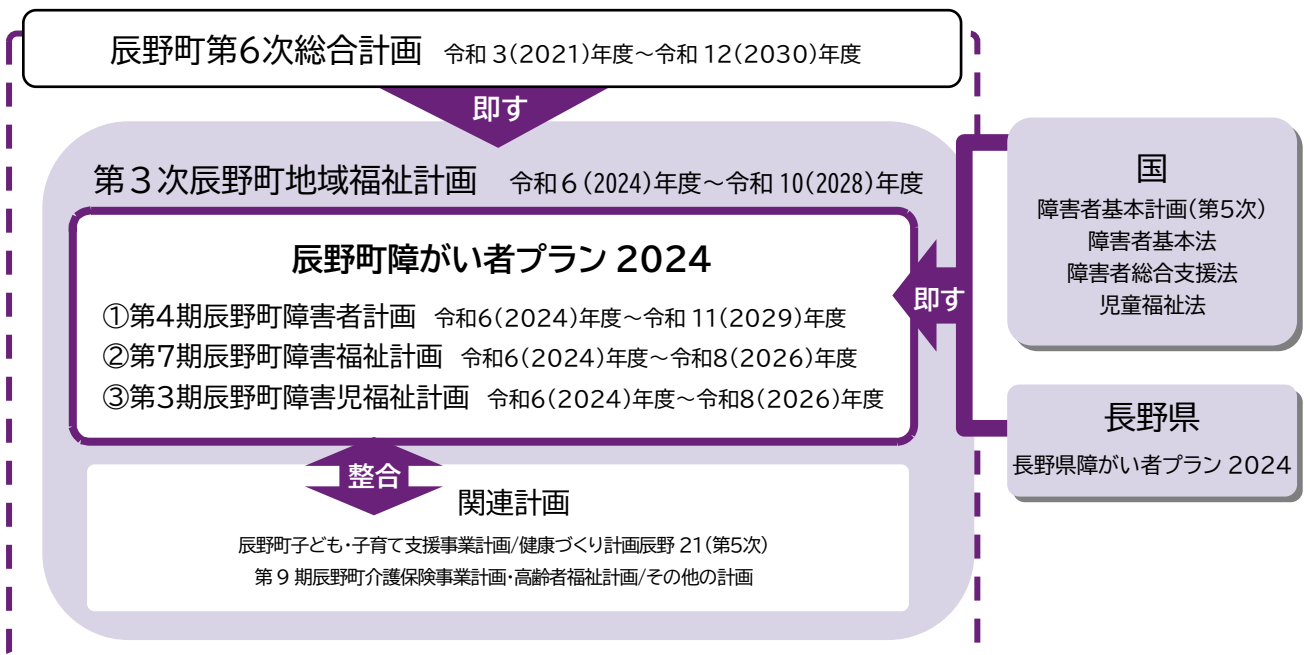 辰野町第6次総合計画 令和3(2021)年度～令和12(2030)年度
即す
第3次辰野町地域福祉計画 令和6(2024)年度～令和10(2028)年度
辰野町障がい者プラン 2024
①第4期辰野町障害者計画 令和6(2024)年度～令和11(2029)年度
②第7期辰野町障害福祉計画 令和6(2024)年度～令和8(2026)年度
③第3期辰野町障害児福祉計画 令和6(2024)年度～令和8(2026)年度
整合
関連計画
辰野町子ども・子育て支援事業計画/健康づくり計画辰野21(第5次)
第9期辰野町介護保険事業計画・高齢者福祉計画/その他の計画
即す
国
障害者基本計画(第5次)
障害者基本法
障害者総合支援法
児童福祉法
長野県
長野県障がい者プラン 2024